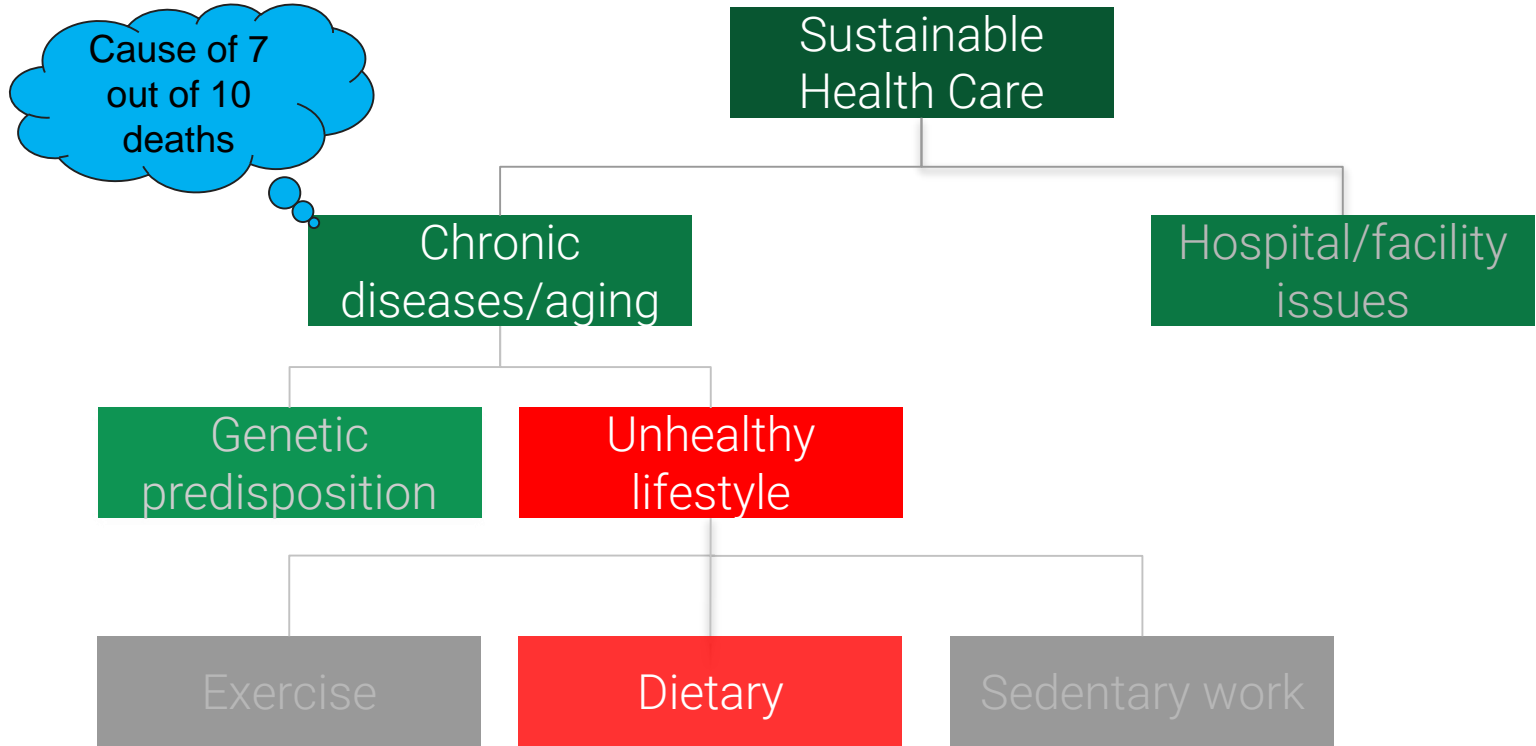 Cause of 7
out of 10
deaths
Sustainable
Health Care
Chronic
diseases/aging
Hospital/facility
issues
Genetic
predisposition
Unhealthy
lifestyle
Exercise
Dietary
Sedentary work